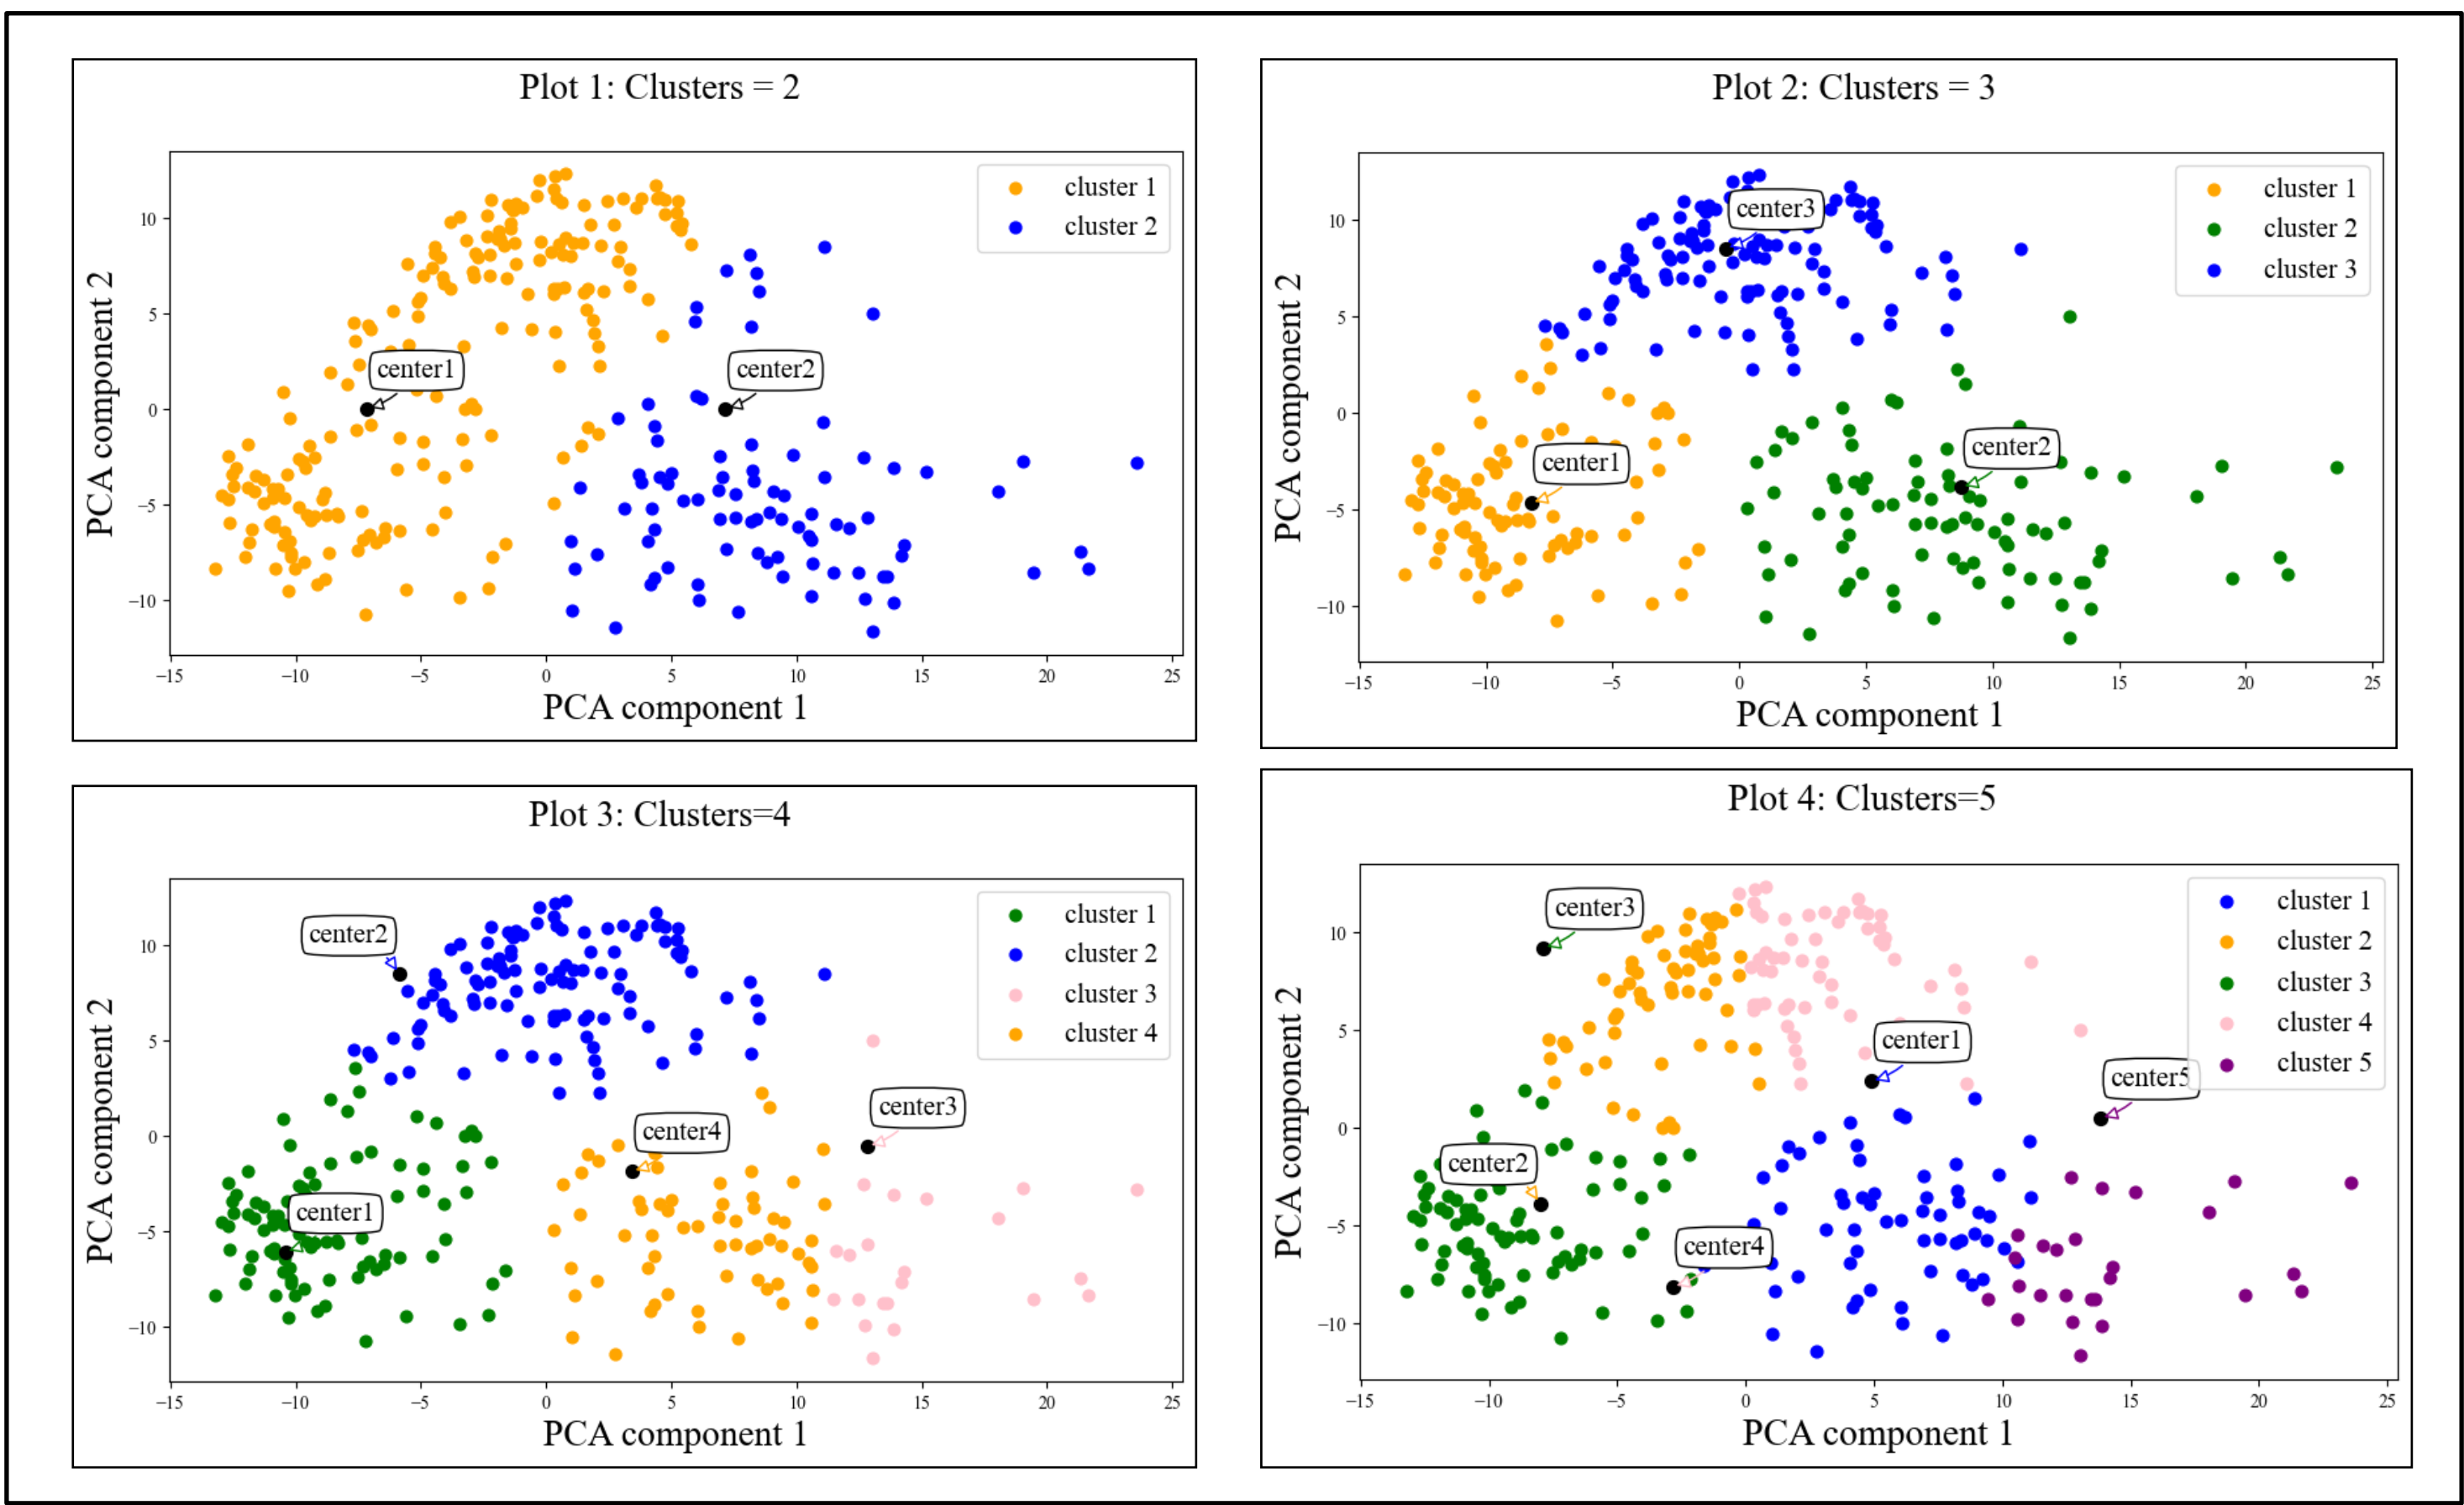 Plot 1: Clusters = 2
cluster 1
cluster 2
center1
center2
PCA component 2
10
5
0
−5
−10
−15 −10 −5 0 5 10 15 20 25
PCA component 1
Plot 2: Clusters = 3
cluster 1
cluster 2
cluster 3
center3
center1
center2
PCA component 2
10
5
0
−5
−10
−15 −10 −5 0 5 10 15 20 25
PCA component 1
Plot 3: Clusters=4
cluster 1
cluster 2
cluster 3
cluster 4
center2
center3
center4
center1
PCA component 2
10
5
0
−5
−10
−15 −10 −5 0 5 10 15 20 25
PCA component 1
Plot 4: Clusters=5
cluster 1
cluster 2
cluster 3
cluster 4
cluster 5
center3
center1
center5
center2
center4
PCA component 2
10
5
0
−5
−10
−15 −10 −5 0 5 10 15 20 25
PCA component 1